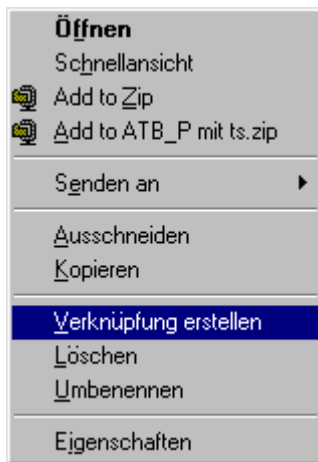 Öffnen
Schnellansicht
Add to Zip
Add to ATB_P mit ts.zip
Senden an
Ausschneiden
Kopieren
Verknüpfung erstellen
Löschen
Umbenennen
Eigenschaften